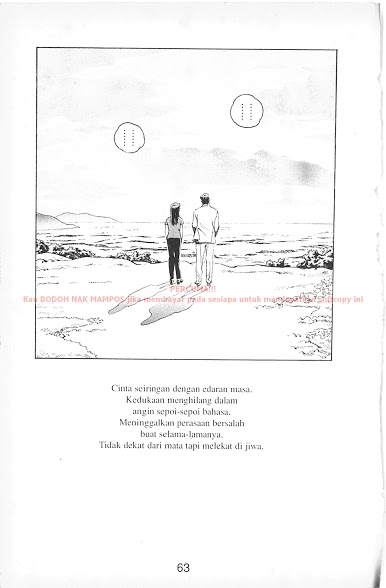 PERCUMA!!!
Kau BODOH NAK MAMPOS jika membayar pada sesiapa untuk mendapatkan softcopy ini
Cinta seiringan dengan edaran masa.
Kedukaan menghilang dalam
angin sepoi-sepoi bahasa.
Meninggalkan perasaan bersalah
buat selama-lamanya.
Tidak dekat dari mata tapi melekat di jiwa.
63